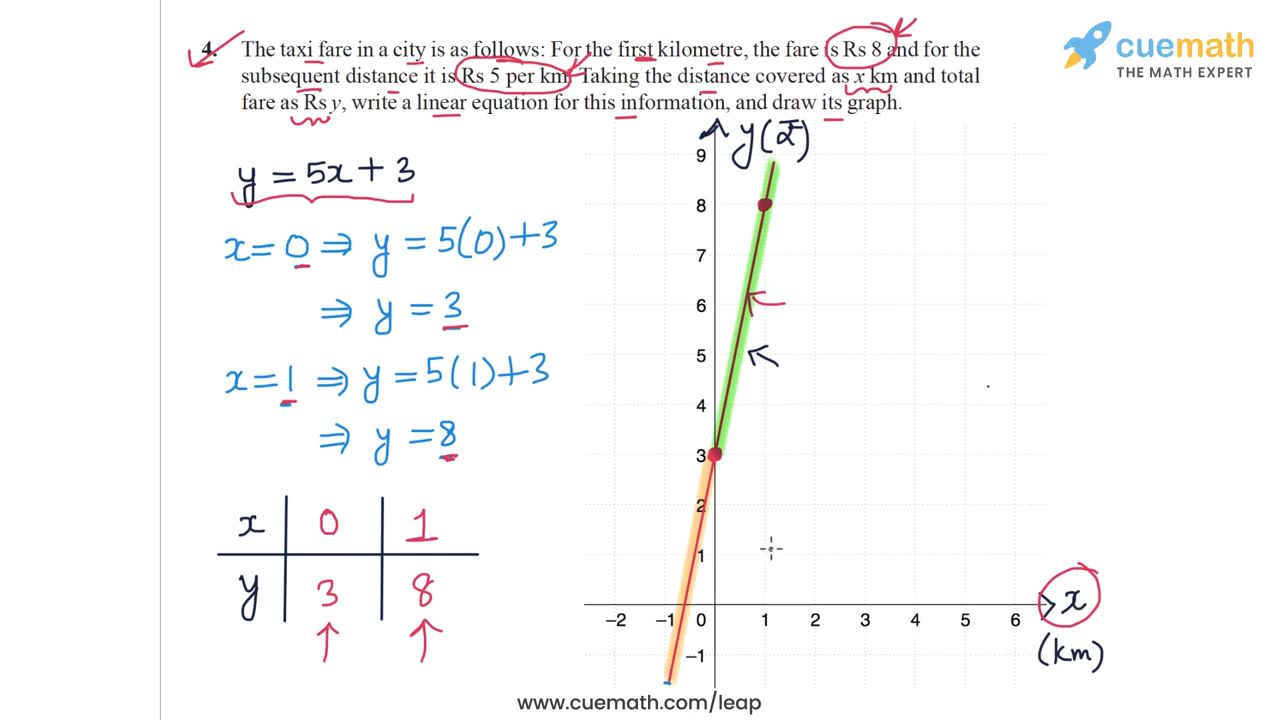 4. The taxi fare in a city is as follows: For the first kilometre, the fare is Rs 8 and for the
subsequent distance it is Rs 5 per km. Taking the distance covered as x km and total
fare as Rs y, write a linear equation for this information, and draw its graph.
cuemath
THE MATH EXPERT
y = 5x + 3
x = 0 ⇒ y = 5(0)+3
⇒ y = 3
x = 1 ⇒ y = 5(1)+3
⇒ y = 8
x 0 1
y 3 8
y(₹)
9
8
7
6
5
4
3
2
1
−2 −1 0 1 2 3 4 5 6
x
−1
(km)
www.cuemath.com/leap